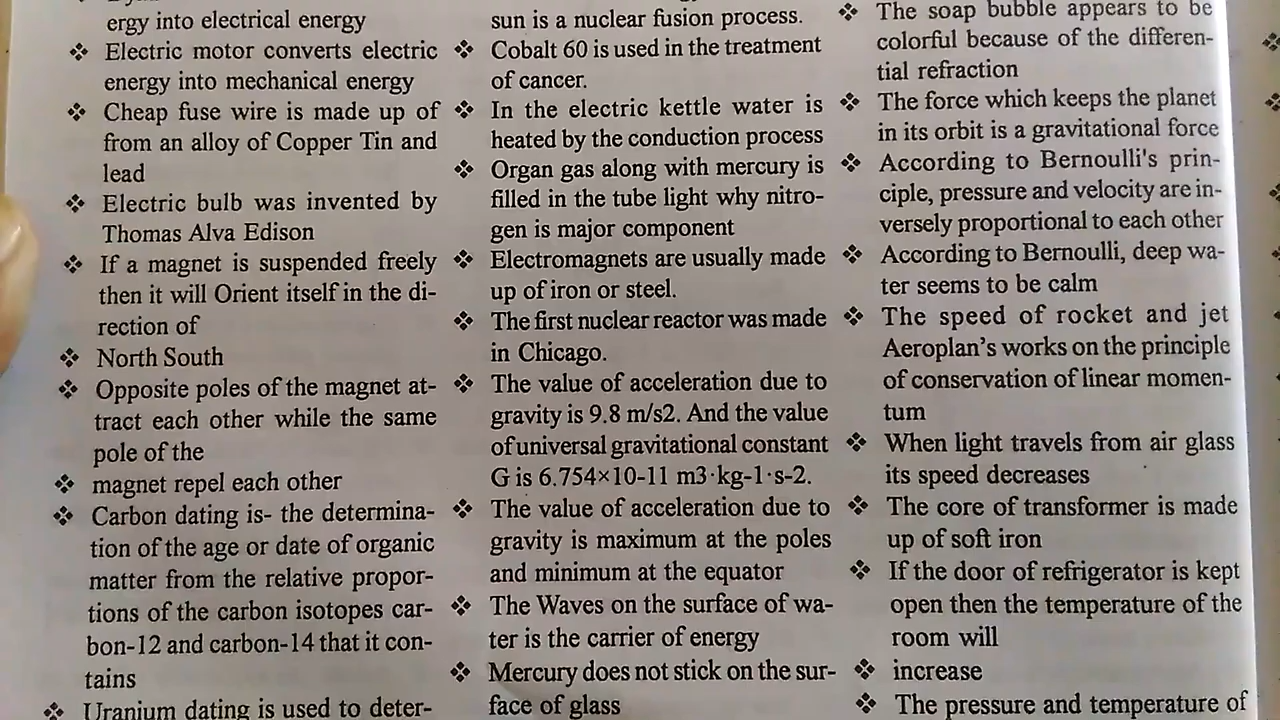 ergy into electrical energy
❖ Electric motor converts electric
energy into mechanical energy
❖ Cheap fuse wire is made up of
from an alloy of Copper Tin and
lead
❖ Electric bulb was invented by
Thomas Alva Edison
❖ If a magnet is suspended freely
then it will Orient itself in the di-
rection of
❖ North South
❖ Opposite poles of the magnet at-
tract each other while the same
pole of the
❖ magnet repel each other
❖ Carbon dating is- the determina-
tion of the age or date of organic
matter from the relative propor-
tions of the carbon isotopes car-
bon-12 and carbon-14 that it con-
tains
❖ Uranium dating is used to deter-
sun is a nuclear fusion process.
❖ Cobalt 60 is used in the treatment
of cancer.
❖ In the electric kettle water is
heated by the conduction process
❖ Organ gas along with mercury is
filled in the tube light why nitro-
gen is major component
❖ Electromagnets are usually made
up of iron or steel.
❖ The first nuclear reactor was made
in Chicago.
❖ The value of acceleration due to
gravity is 9.8 m/s2. And the value
of universal gravitational constant
G is 6.754×10-11 m3·kg-1·s-2.
❖ The value of acceleration due to
gravity is maximum at the poles
and minimum at the equator
❖ The Waves on the surface of wa-
ter is the carrier of energy
❖ Mercury does not stick on the sur-
face of glass
❖ The soap bubble appears to be
colorful because of the differen-
tial refraction
❖ The force which keeps the planet
in its orbit is a gravitational force
❖ According to Bernoulli's prin-
ciple, pressure and velocity are in-
versely proportional to each other
❖ According to Bernoulli, deep wa-
ter seems to be calm
❖ The speed of rocket and jet
Aeroplan’s works on the principle
of conservation of linear momen-
tum
❖ When light travels from air glass
its speed decreases
❖ The core of transformer is made
up of soft iron
❖ If the door of refrigerator is kept
open then the temperature of the
room will
❖ increase
❖ The pressure and temperature of